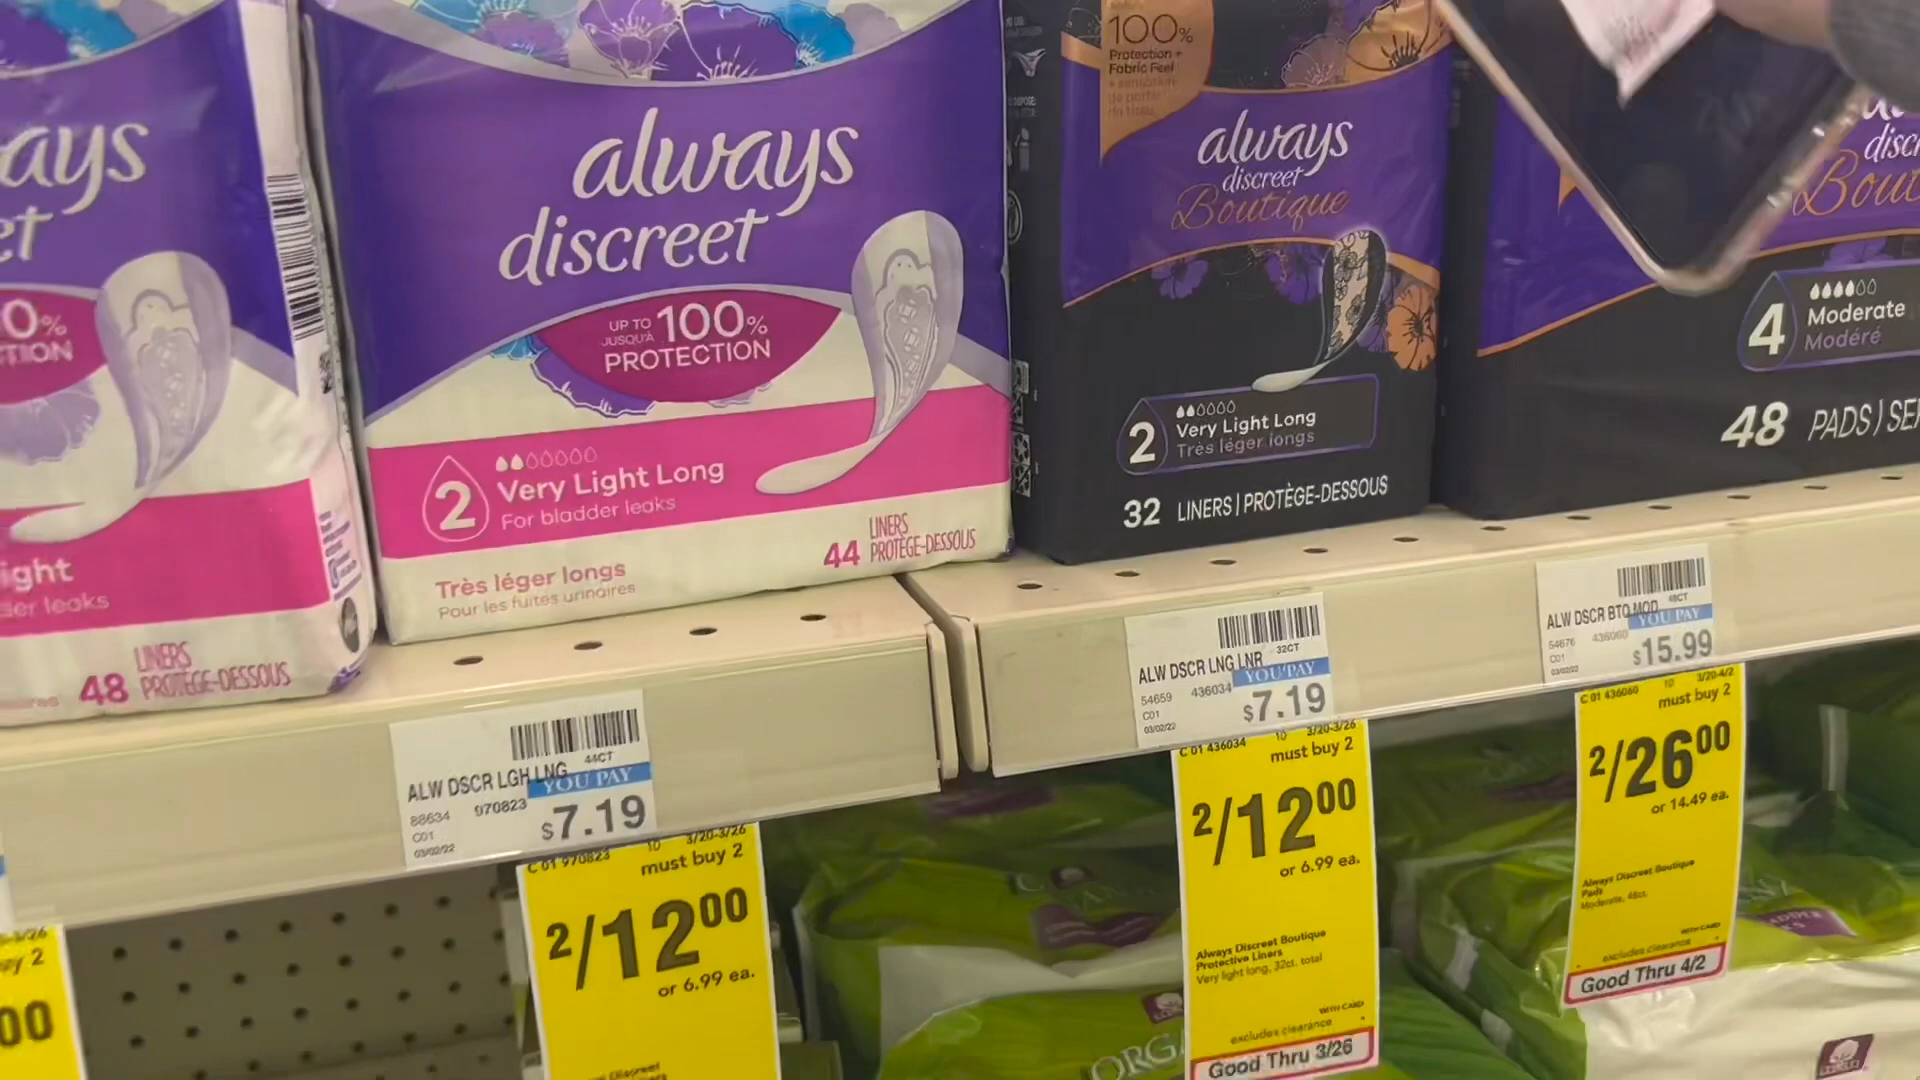 always
discreet
UP TO 100%
JUSQU'À
PROTECTION
2
Very Light Long
For bladder leaks
Très léger longs
Pour les fuites urinaires
44 LINERS
PROTÈGE-DESSOUS
48 LINERS
PROTÈGE-DESSOUS
100%
Protection +
Fabric Feel
always
discreet
Boutique
2
Very Light Long
Très léger longs
32 LINERS | PROTÈGE-DESSOUS
4
Moderate
Modéré
48 PADS
44CT
ALW DSCR LGH LNG
YOU PAY
88634 970823
C01
03/02/22
$7.19
C 01 970823 10 3/20-3/26
must buy 2
2/12 00
or 6.99 ea.
32CT
ALW DSCR LNG LNR
YOU PAY
54659 436034
C01
03/02/22
$7.19
C 01 436034 10 3/20-3/26
must buy 2
2/12 00
or 6.99 ea.
Always Discreet Boutique
Protective Liners
Very light long, 32ct. total
WITH CARD
excludes clearance
Good Thru 3/26
48CT
ALW DSCR BTQ MOD
YOU PAY
54676 436060
C01
03/02/22
$15.99
C 01 436060 10 3/20-4/2
must buy 2
2/26 00
or 14.49 ea.
Always Discreet Boutique
Pads
Moderate, 48ct.
WITH CARD
excludes clearance
Good Thru 4/2